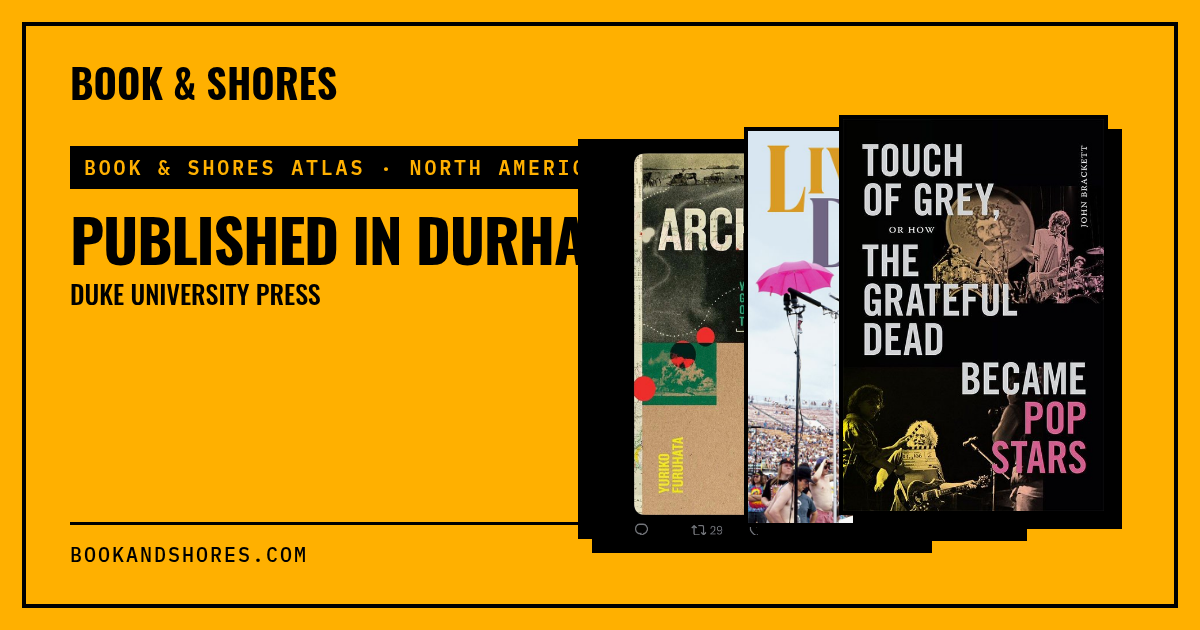 BOOK & SHORES
BOOK & SHORES ATLAS · NORTH AMERIC
PUBLISHED IN DURHA
DUKE UNIVERSITY PRESS
BOOKANDSHORES.COM
ARCH
YURIKO
FURUHATA
29
LIV
D
TOUCH
OF GREY,
OR HOW
THE
GRATEFUL
DEAD
BECAME
POP
STARS
JOHN BRACKETT